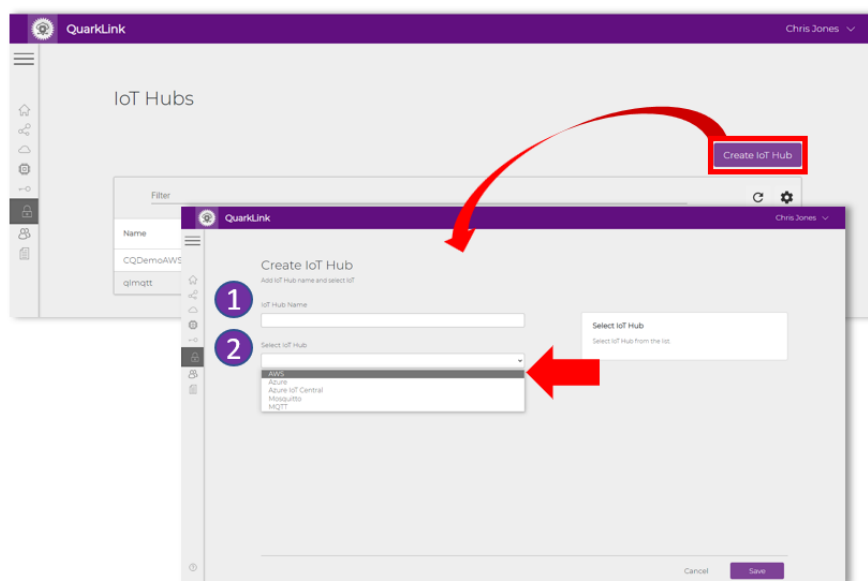 QuarkLink
Chris Jones
IoT Hubs
Create IoT Hub
Filter
Name
CQDemoAWS
qlmqtt
QuarkLink
Chris Jones
Create IoT Hub
Add IoT Hub name and select IoT
1
IoT Hub Name
2
Select IoT Hub
AWS
Azure
Azure IoT Central
Mosquitto
MQTT
Select IoT Hub
Select IoT Hub from the list.
Cancel
Save